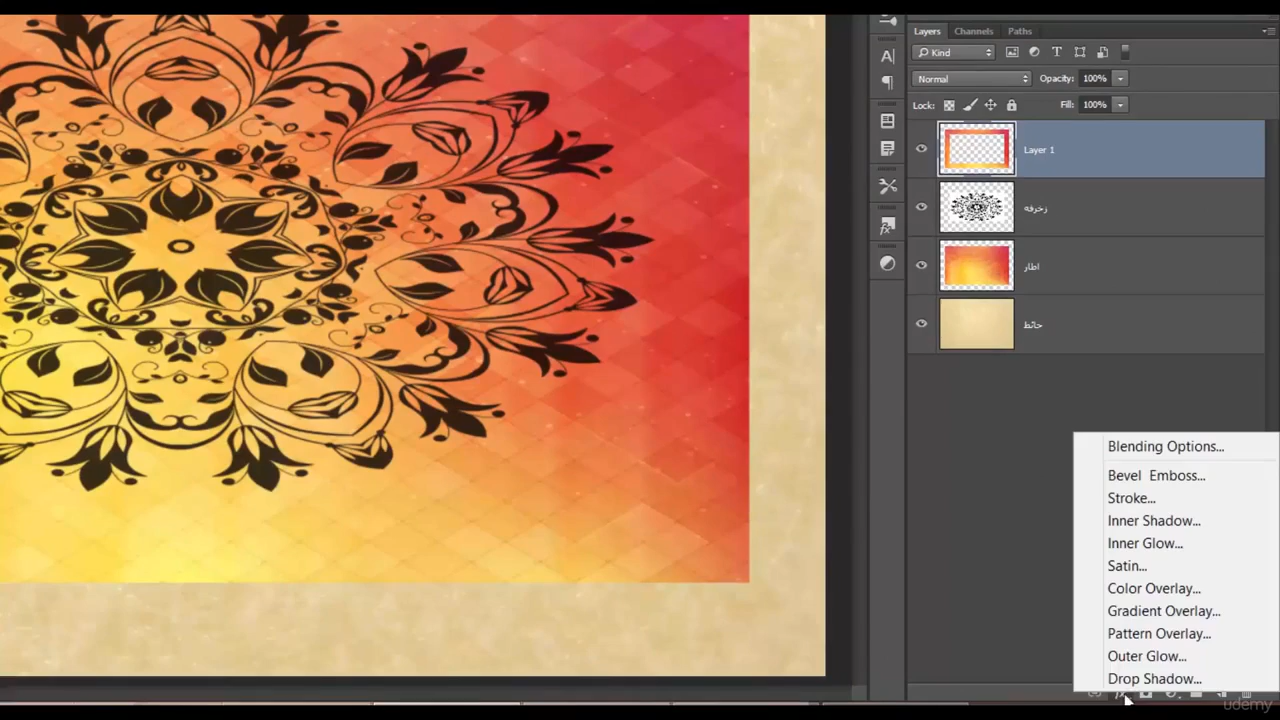 Layers Channels Paths
Kind
Normal Opacity: 100%
Lock: Fill: 100%
Layer 1
زخرفه
اطار
حائط
Blending Options...
Bevel Emboss...
Stroke...
Inner Shadow...
Inner Glow...
Satin...
Color Overlay...
Gradient Overlay...
Pattern Overlay...
Outer Glow...
Drop Shadow...
udemy